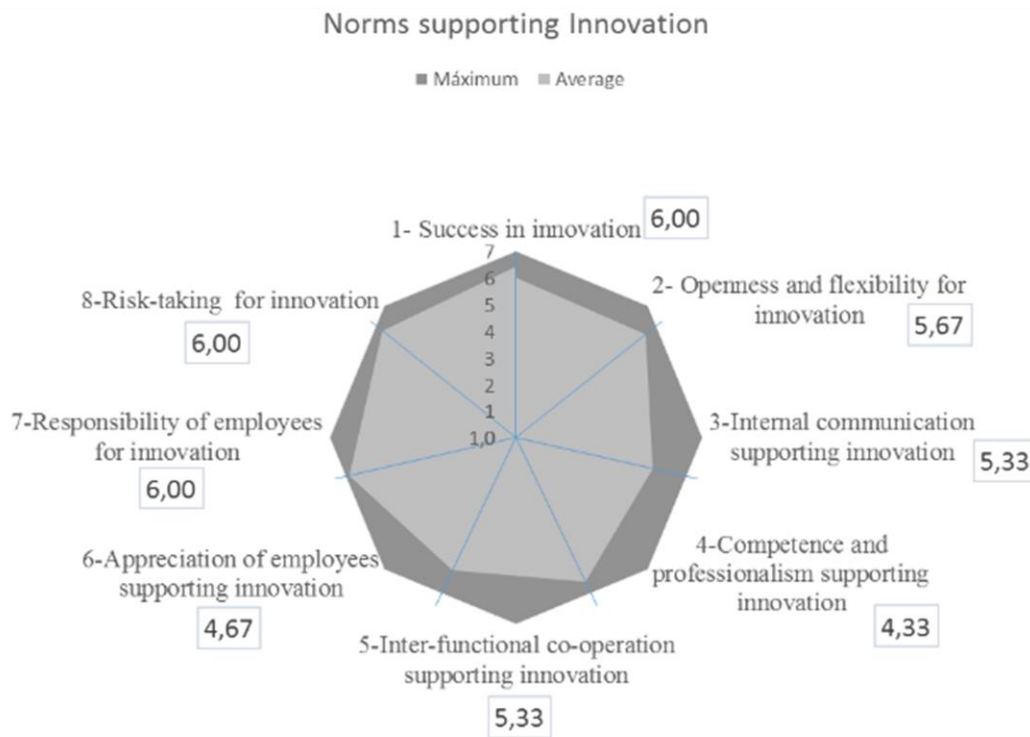 Norms supporting Innovation
Máximum Average
1- Success in innovation
6,00
2- Openness and flexibility for
innovation
5,67
3-Internal communication
supporting innovation
5,33
4-Competence and
professionalism supporting
innovation
4,33
5-Inter-functional co-operation
supporting innovation
5,33
6-Appreciation of employees
supporting innovation
4,67
7-Responsibility of employees
for innovation
6,00
8-Risk-taking for innovation
6,00
7
6
5
4
3
2
1
1,0